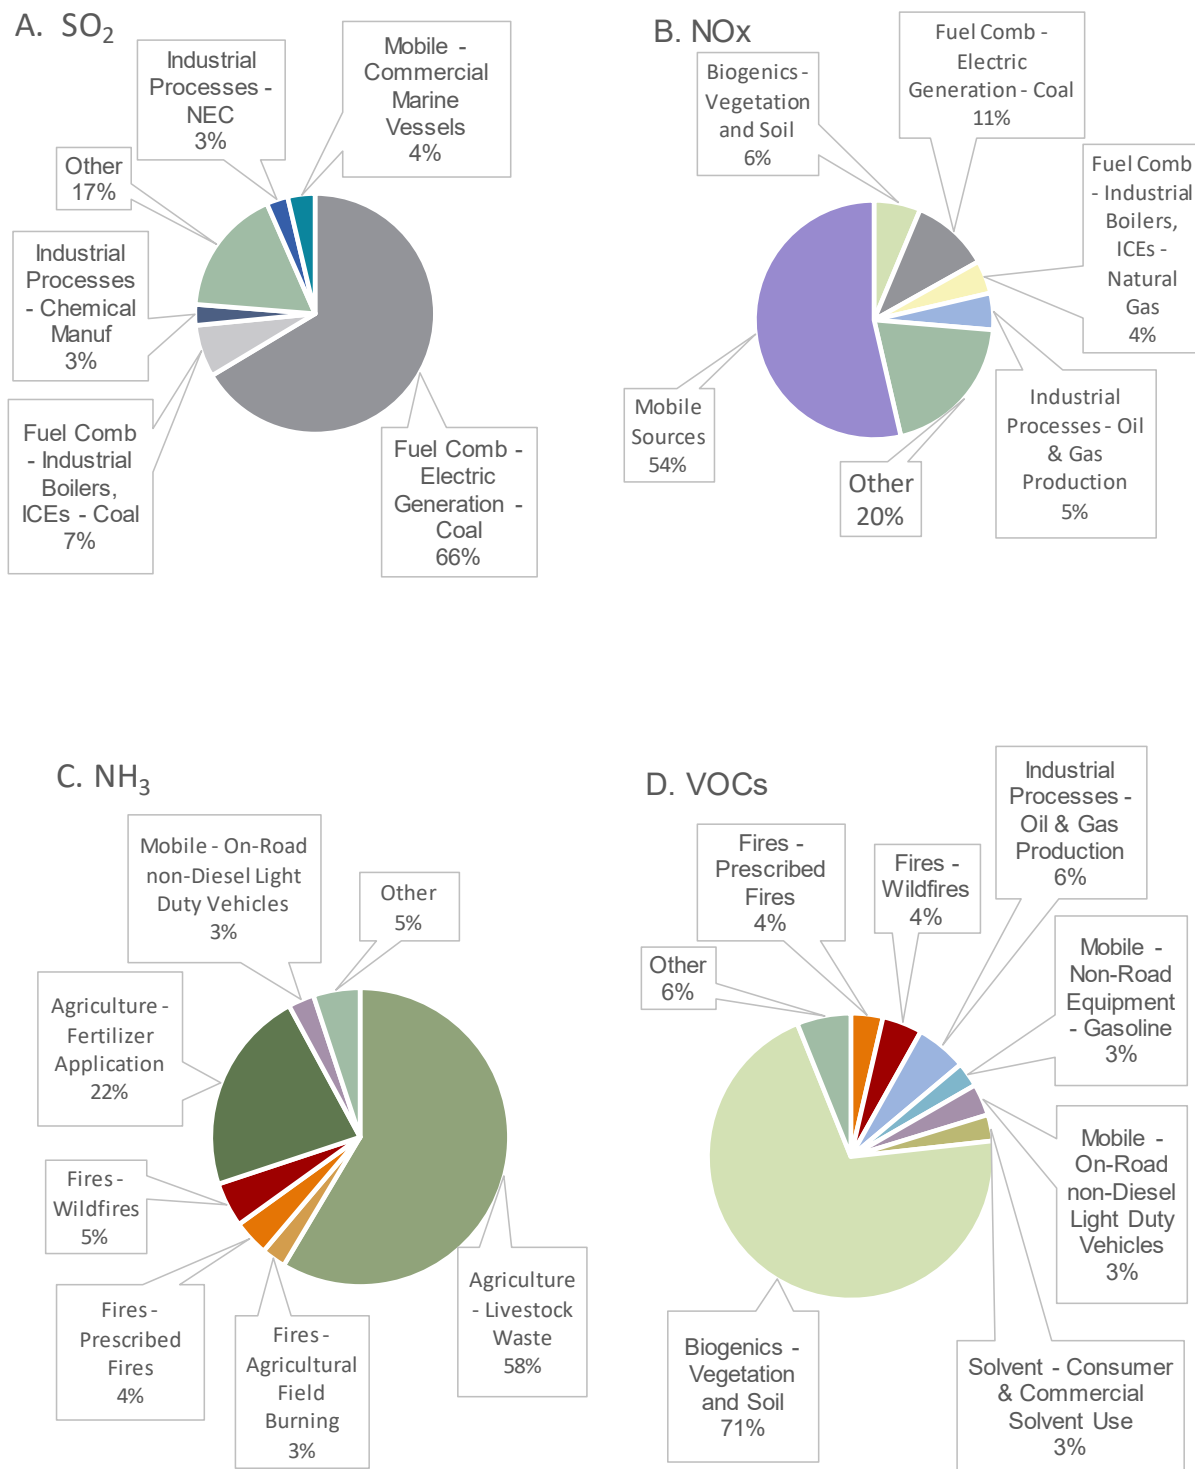 A. SO2
Industrial
Processes -
NEC
3%
Mobile -
Commercial
Marine
Vessels
4%
Other
17%
Industrial
Processes
- Chemical
Manuf
3%
Fuel Comb
- Industrial
Boilers,
ICEs - Coal
7%
Fuel Comb -
Electric
Generation -
Coal
66%
B. NOx
Biogenics -
Vegetation
and Soil
6%
Fuel Comb -
Electric
Generation - Coal
11%
Fuel Comb
- Industrial
Boilers,
ICEs -
Natural
Gas
4%
Industrial
Processes - Oil
& Gas
Production
5%
Other
20%
Mobile
Sources
54%
C. NH3
Mobile - On-Road
non-Diesel Light
Duty Vehicles
3%
Other
5%
Agriculture -
Fertilizer
Application
22%
Fires -
Wildfires
5%
Fires -
Prescribed
Fires
4%
Fires -
Agricultural
Field
Burning
3%
Agriculture
- Livestock
Waste
58%
D. VOCs
Other
6%
Fires -
Prescribed
Fires
4%
Fires -
Wildfires
4%
Industrial
Processes -
Oil & Gas
Production
6%
Mobile -
Non-Road
Equipment
- Gasoline
3%
Mobile -
On-Road
non-Diesel
Light Duty
Vehicles
3%
Solvent - Consumer
& Commercial
Solvent Use
3%
Biogenics -
Vegetation
and Soil
71%